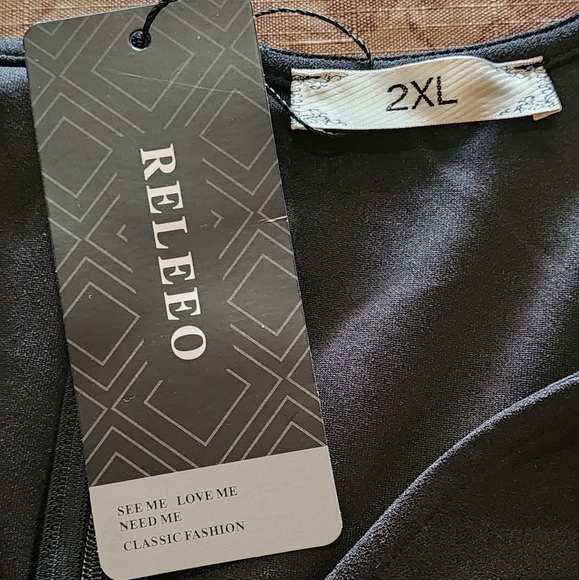 2XL
RELEEO
SEE ME LOVE ME
NEED ME
CLASSIC FASHION